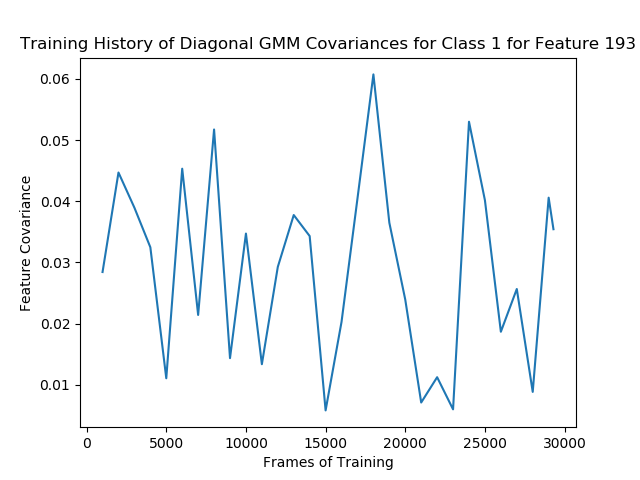 Training History of Diagonal GMM Covariances for Class 1 for Feature 193
0.06
0.05
0.04
0.03
0.02
0.01
Feature Covariance
0 5000 10000 15000 20000 25000 30000
Frames of Training